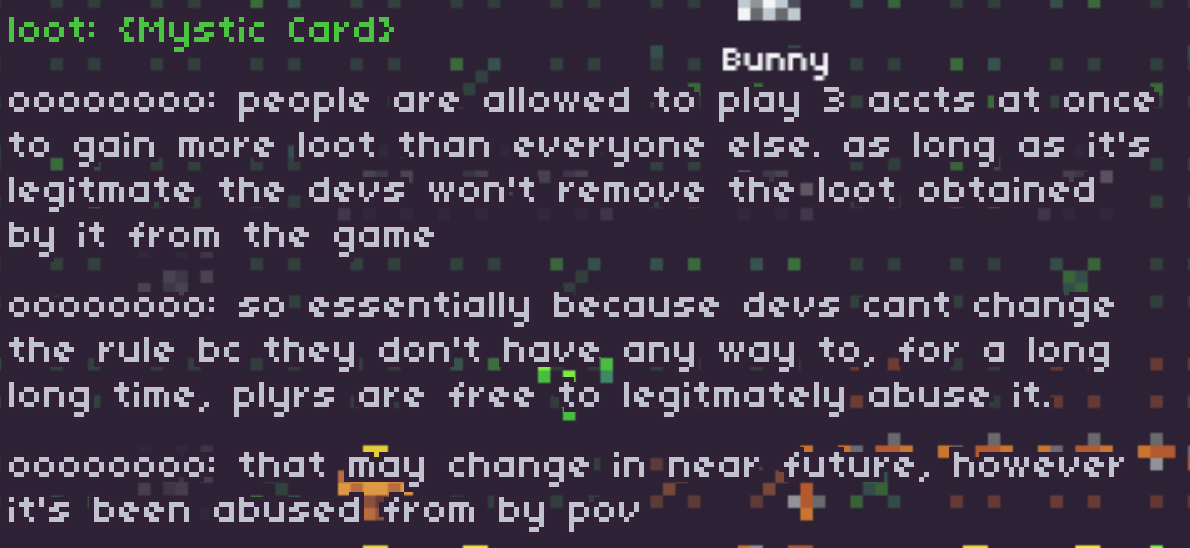 loot: {Mystic Card}
Bunny
oooooooo: people are allowed to play 3 accts at once
to gain more loot than everyone else. as long as it's
legitmate the devs won't remove the loot obtained
by it from the game
oooooooo: so essentially because devs cant change
the rule bc they don't have any way to, for a long
long time, plyrs are free to legitmately abuse it.
oooooooo: that may change in near future, however
it's been abused from by pov